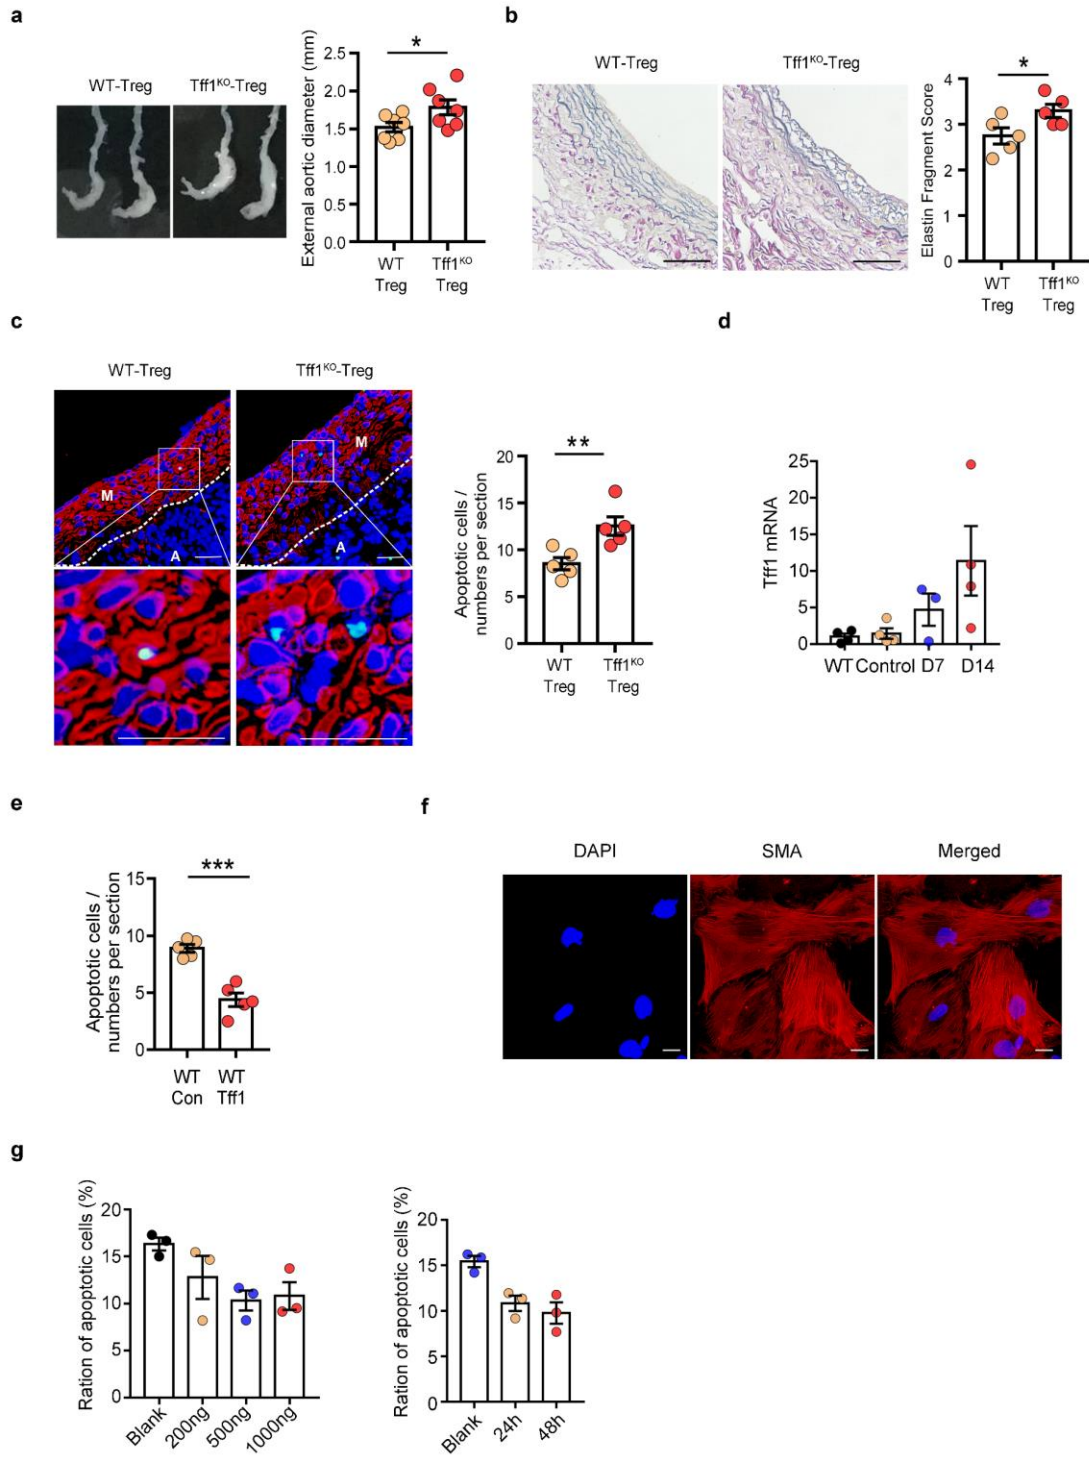 a
WT-Treg
Tff1KO-Treg
External aortic diameter (mm)
2.5
2.0
1.5
1.0
0.5
0.0
*
WT
Treg
Tff1KO
Treg
b
WT-Treg
Tff1KO-Treg
Elastin Fragment Score
4
3
2
1
0
*
WT
Treg
Tff1KO
Treg
c
WT-Treg
Tff1KO-Treg
M
A
M
A
Apoptotic cells /
numbers per section
20
15
10
5
0
**
WT
Treg
Tff1KO
Treg
d
Tff1 mRNA
25
20
15
10
5
0
WT Control D7 D14
e
Apoptotic cells /
numbers per section
15
10
5
0
***
WT
Con
WT
Tff1
f
DAPI
SMA
Merged
g
Ration of apoptotic cells (%)
20
15
10
5
0
Blank
200ng
500ng
1000ng
Ration of apoptotic cells (%)
20
15
10
5
0
Blank
24h
48h